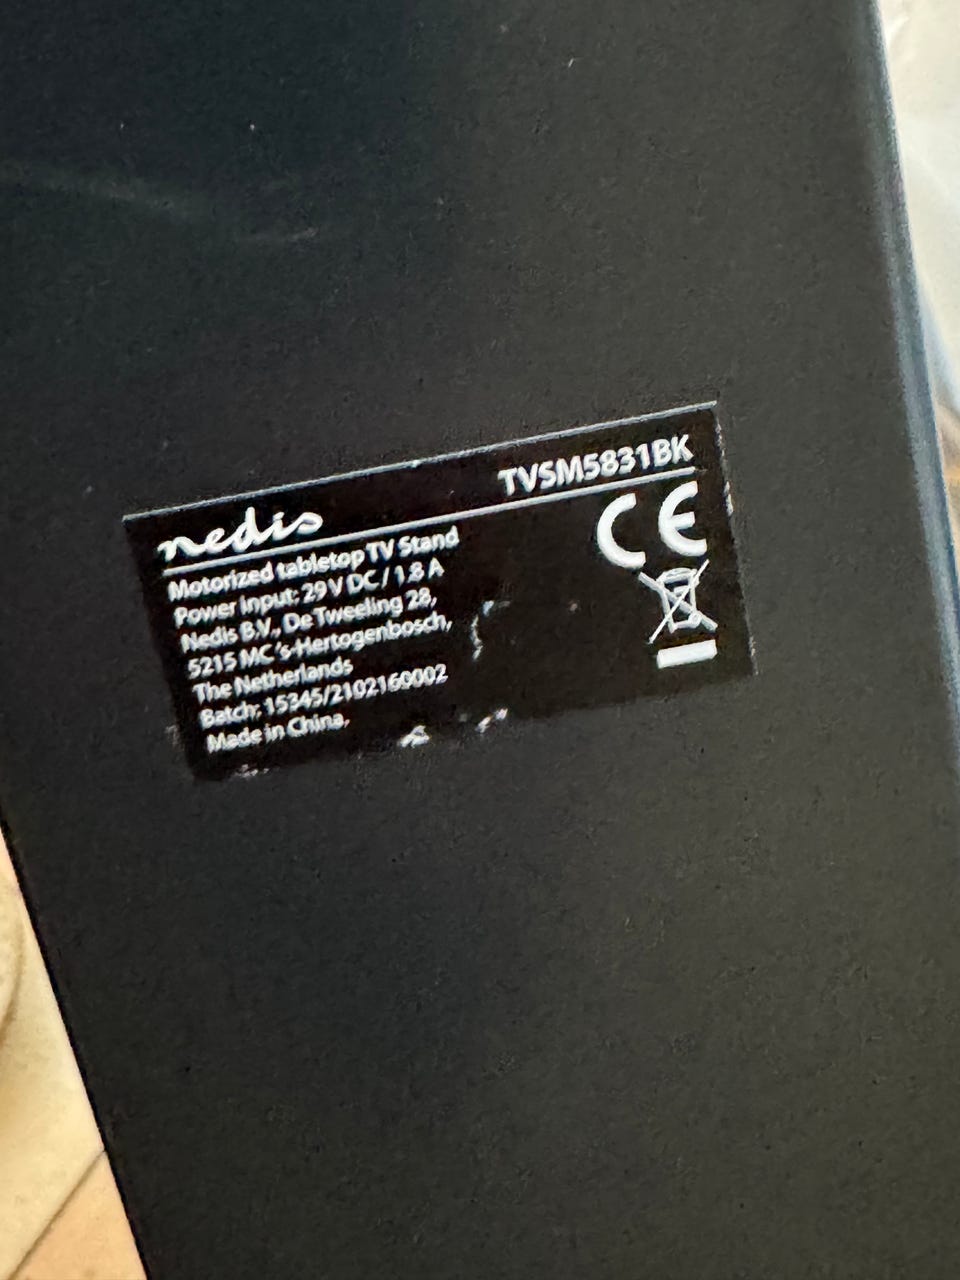 nedis
TVSM5831BK
Motorized tabletop TV Stand
Power Input: 29 V DC / 1.8 A
Nedis B.V., De Tweeling 28,
5215 MC 's-Hertogenbosch,
The Netherlands
Batch: 15345/2102160002
Made in China,
CE